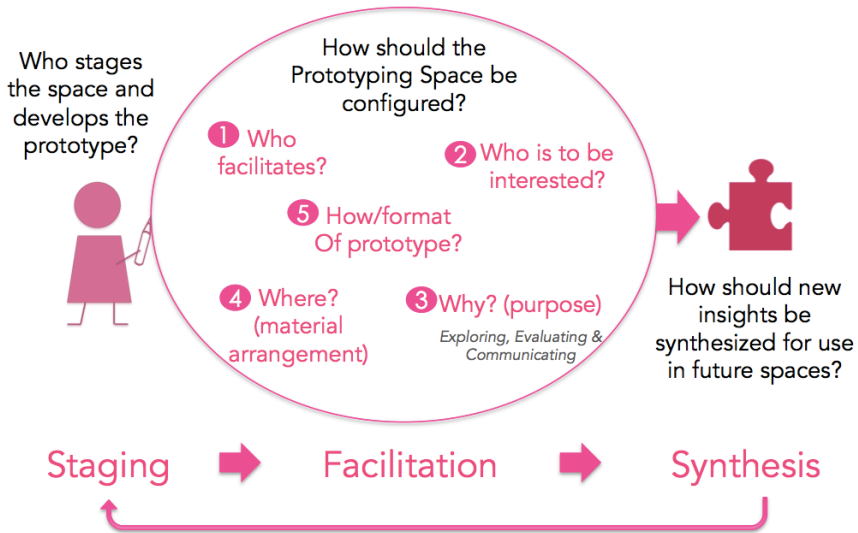 Who stages
the space and
develops the
prototype?
How should the
Prototyping Space be
configured?
1 Who
facilitates?
2 Who is to be
interested?
5 How/format
Of prototype?
4 Where?
(material
arrangement)
3 Why? (purpose)
Exploring, Evaluating &
Communicating
How should new
insights be
synthesized for use
in future spaces?
Staging
Facilitation
Synthesis